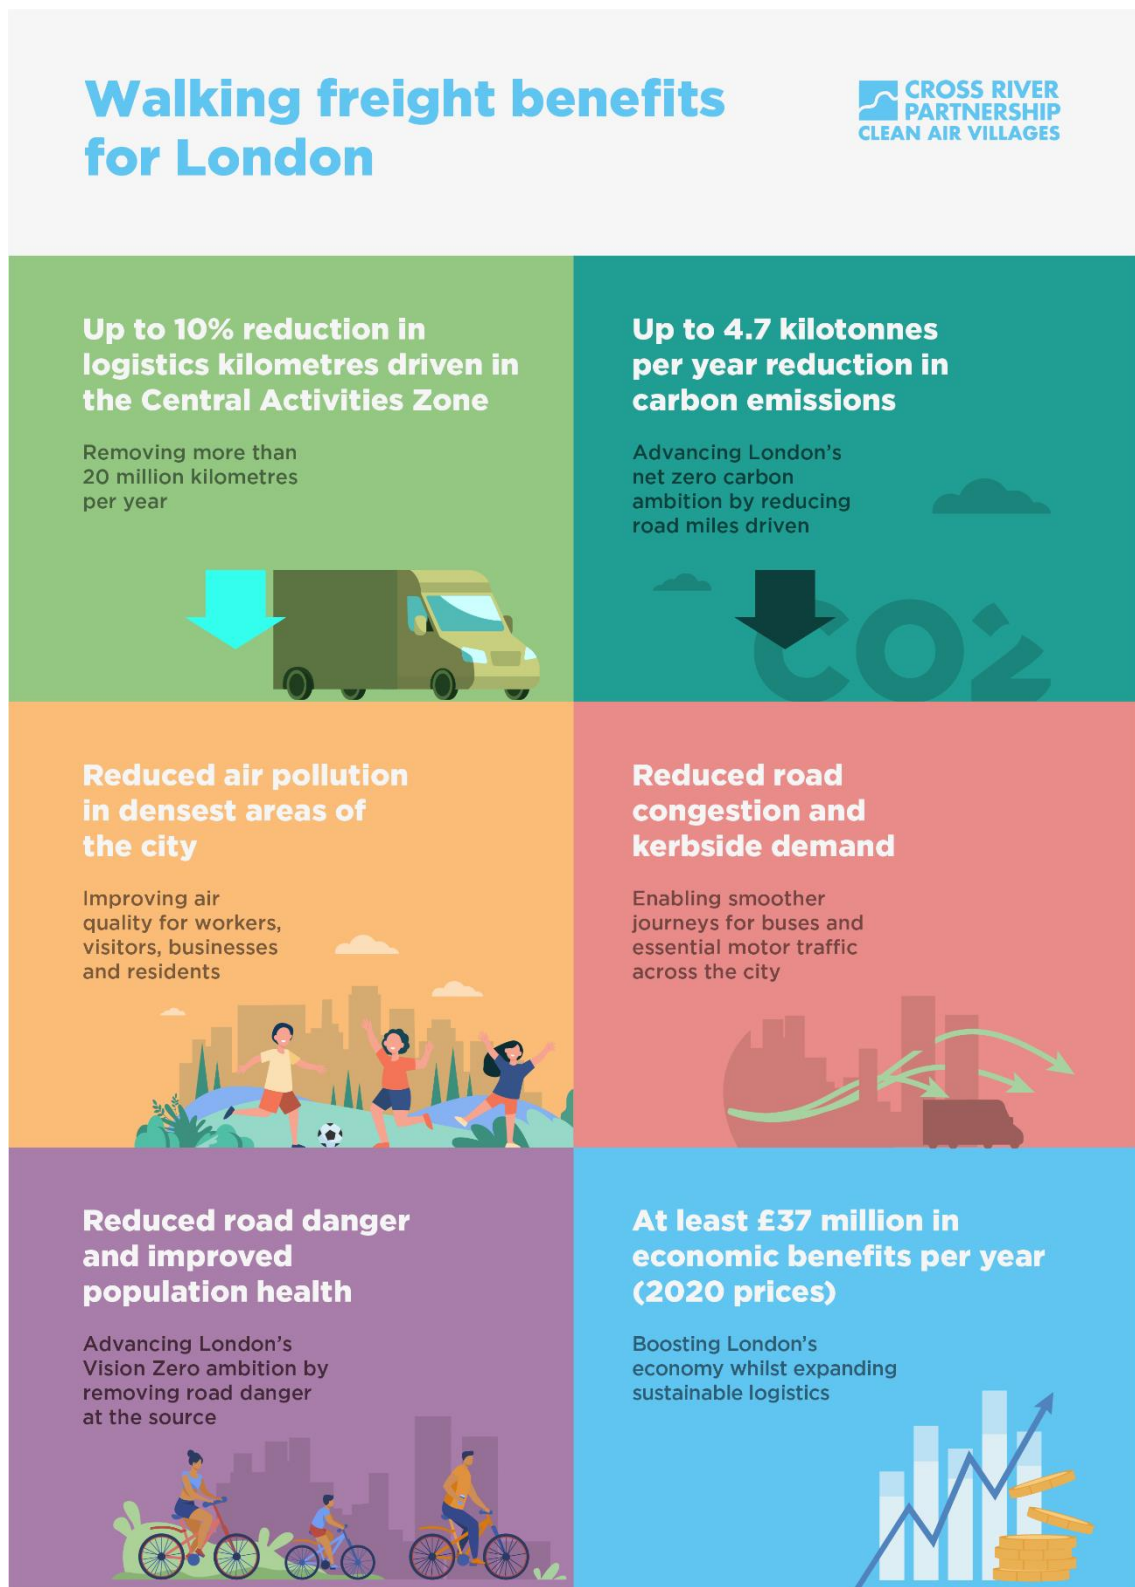 Walking freight benefits
for London
CROSS RIVER
PARTNERSHIP
CLEAN AIR VILLAGES
Up to 10% reduction in
logistics kilometres driven in
the Central Activities Zone
Removing more than
20 million kilometres
per year
Up to 4.7 kilotonnes
per year reduction in
carbon emissions
Advancing London's
net zero carbon
ambition by reducing
road miles driven
CO2
Reduced air pollution
in densest areas of
the city
Improving air
quality for workers,
visitors, businesses
and residents
Reduced road
congestion and
kerbside demand
Enabling smoother
journeys for buses and
essential motor traffic
across the city
Reduced road danger
and improved
population health
Advancing London's
Vision Zero ambition by
removing road danger
at the source
At least £37 million in
economic benefits per year
(2020 prices)
Boosting London's
economy whilst expanding
sustainable logistics